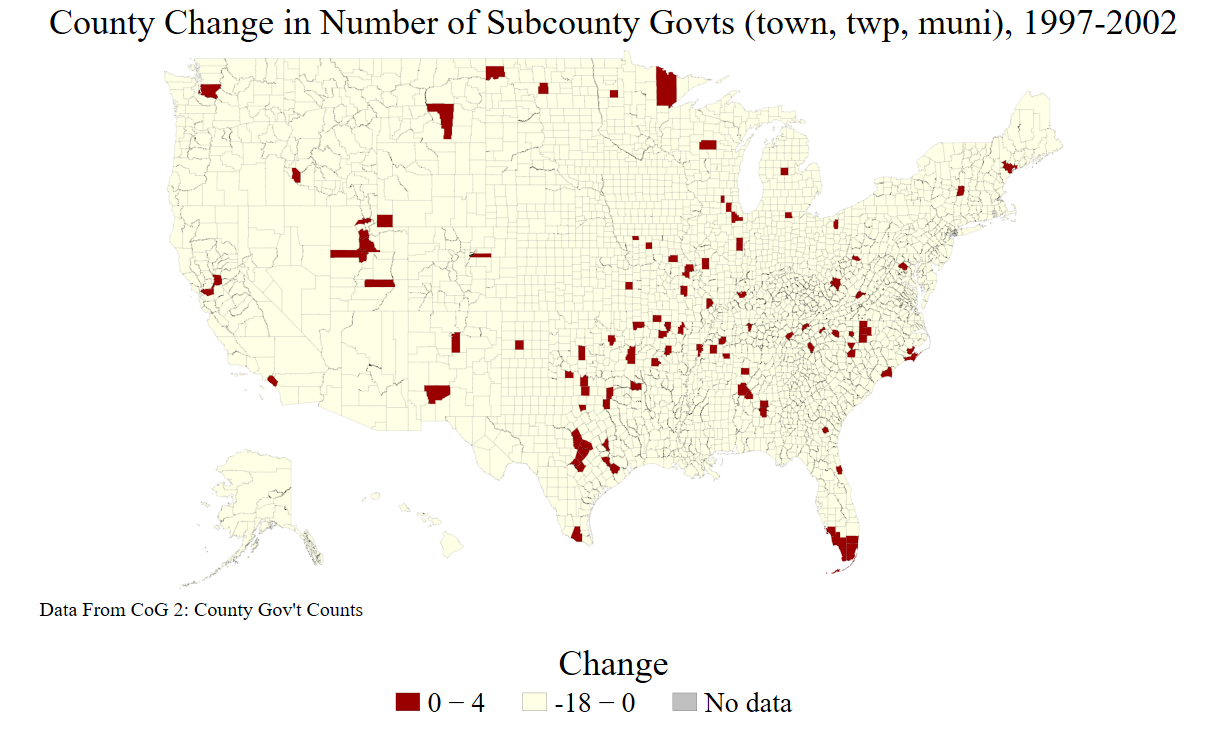 County Change in Number of Subcounty Govts (town, twp, muni), 1997-2002
Data From CoG 2: County Gov't Counts
Change
0 − 4 -18 − 0 No data